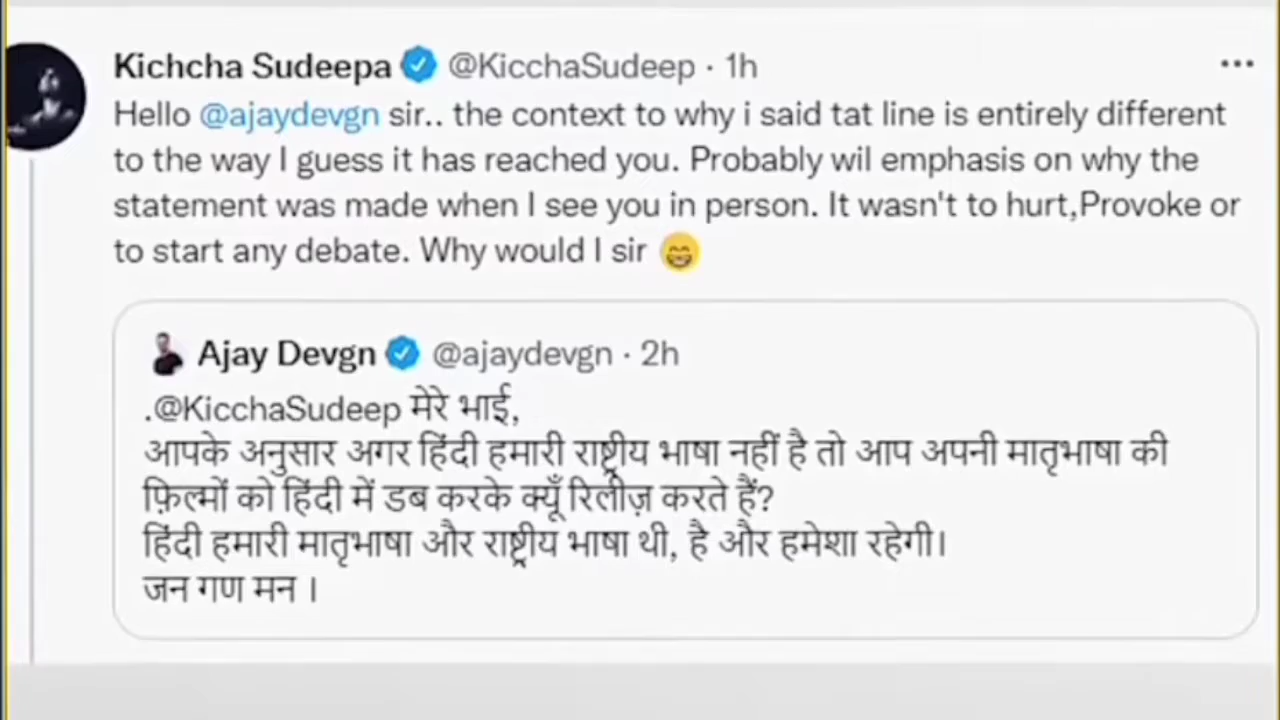 Kichcha Sudeepa @KicchaSudeep · 1h
Hello @ajaydevgn sir.. the context to why i said tat line is entirely different
to the way I guess it has reached you. Probably wil emphasis on why the
statement was made when I see you in person. It wasn't to hurt,Provoke or
to start any debate. Why would I sir 😁
Ajay Devgn @ajaydevgn · 2h
.@KicchaSudeep मेरे भाई,
आपके अनुसार अगर हिंदी हमारी राष्ट्रीय भाषा नहीं है तो आप अपनी मातृभाषा की
फ़िल्मों को हिंदी में डब करके क्यूँ रिलीज़ करते हैं?
हिंदी हमारी मातृभाषा और राष्ट्रीय भाषा थी, है और हमेशा रहेगी।
जन गण मन ।